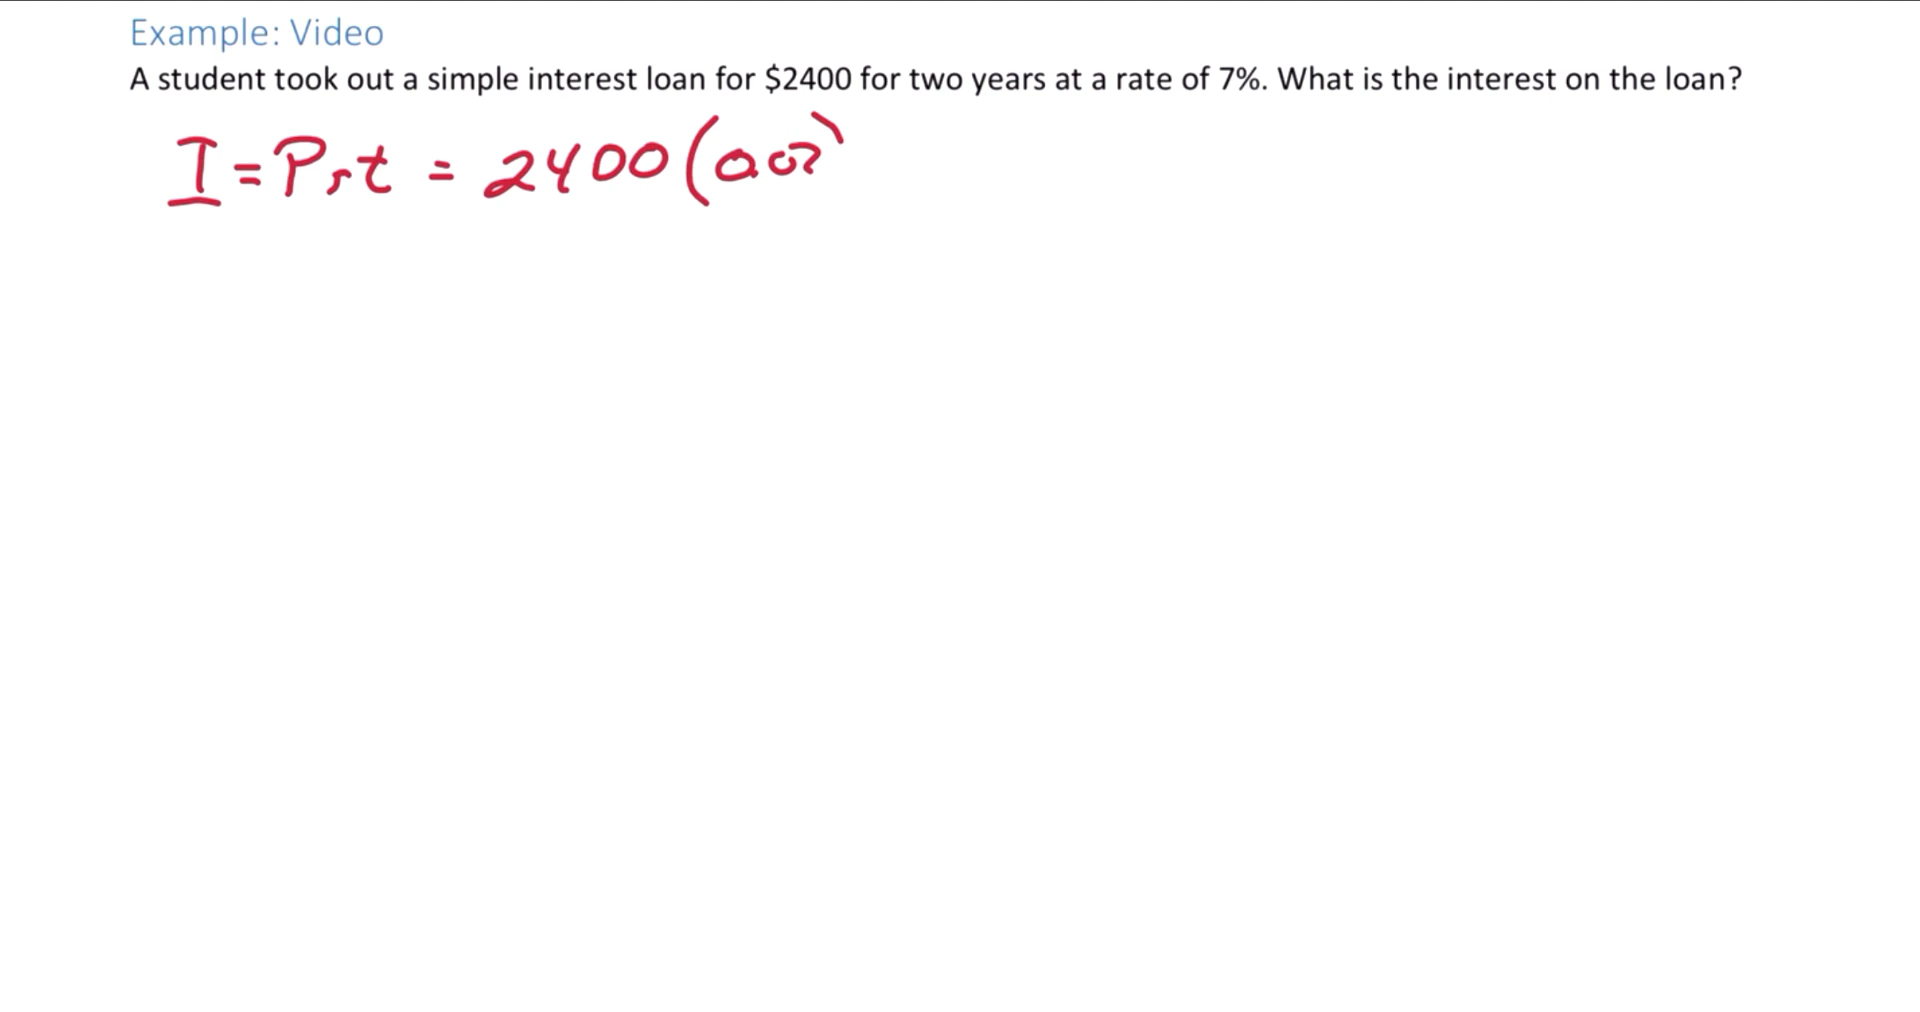 Example: Video
A student took out a simple interest loan for $2400 for two years at a rate of 7%. What is the interest on the loan?
I = Prt = 2400(0.07)